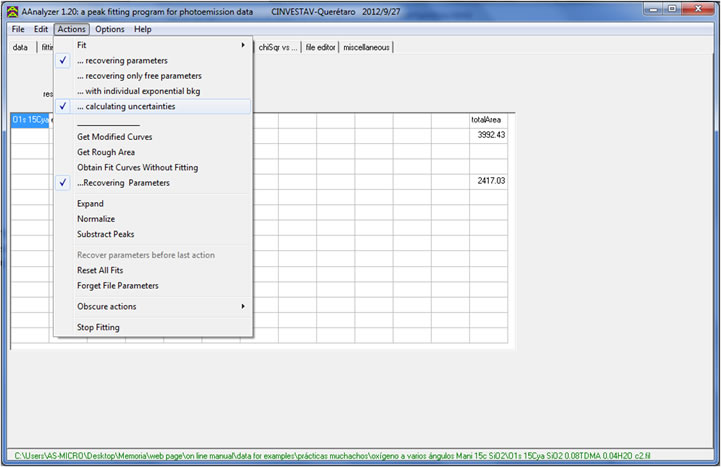 AAnalyzer 1.20: a peak fitting program for photoemission data CINVESTAV-Querétaro 2012/9/27
File Edit Actions Options Help
data fittin chiSqr vs ... file editor miscellaneous
Fit
... recovering parameters
... recovering only free parameters
... with individual exponential bkg
res
... calculating uncertainties
O1s 15Cya totalArea
Get Modified Curves 3992.43
Get Rough Area
Obtain Fit Curves Without Fitting
...Recovering Parameters 2417.03
Expand
Normalize
Substract Peaks
Recover parameters before last action
Reset All Fits
Forget File Parameters
Obscure actions
Stop Fitting
C:\Users\AS-MICRO\Desktop\Memoria\web page\on line manual\data for examples\prácticas muchachos\oxígeno a varios ángulos Mani 15c SiO2\O1s 15Cya SiO2 0.08TDMA 0.04H2O c2.fil